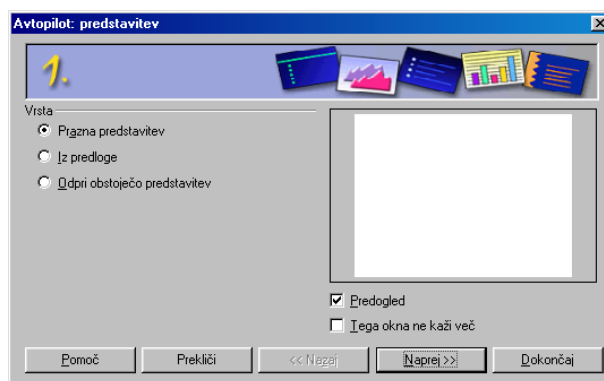 Avtopilot: predstavitev
1.
Vrsta
Prazna predstavitev
Iz predloge
Odpri obstoječo predstavitev
Predogled
Tega okna ne kaži več
Pomoč Prekliči << Nazaj Naprej >> Dokončaj